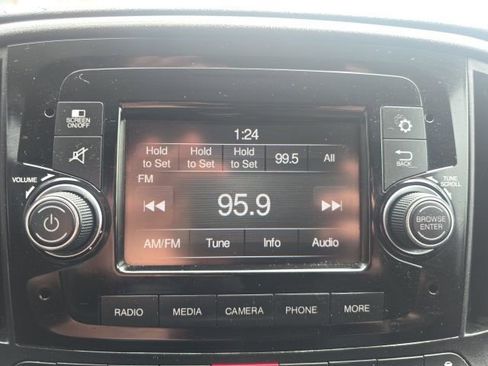 SCREEN
ON/OFF
1:24
Hold to Set Hold to Set Hold to Set 99.5 All
BACK
FM
VOLUME
TUNE
SCROLL
95.9
BROWSE
ENTER
AM/FM Tune Info Audio
RADIO MEDIA CAMERA PHONE MORE